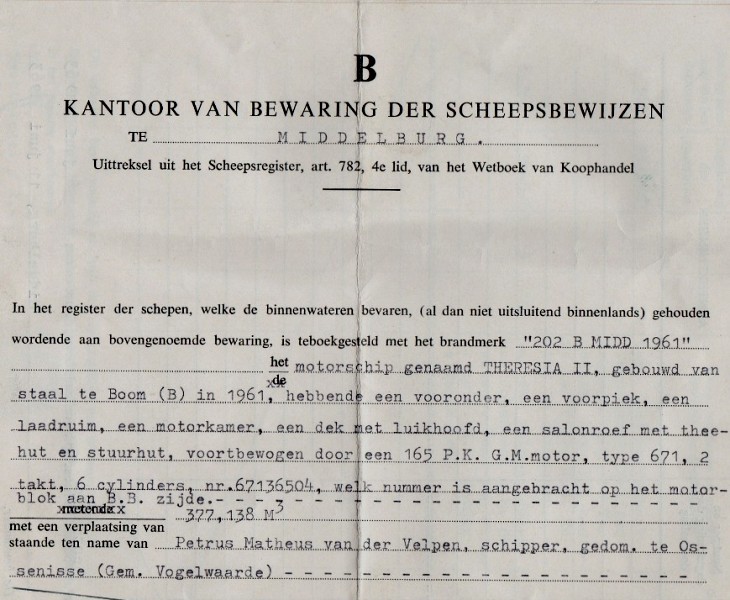 B
KANTOOR VAN BEWARING DER SCHEEPSBEWIJZEN
TE MIDDELBURG.
Uittreksel uit het Scheepsregister, art. 782, 4e lid, van het Wetboek van Koophandel
In het register der schepen, welke de binnenwateren bevaren, (al dan niet uitsluitend binnenlands) gehouden
wordende aan bovengenoemde bewaring, is teboekgesteld met het brandmerk "202 B MIDD 1961"
het motorschip genaamd THERESIA II, gebouwd van
xde
staal te Boom (B) in 1961, hebbende een vooronder, een voorpiek, een
laadruim, een motorkamer, een dek met luikhoofd, een salonroef met thee-
hut en stuurhut, voortbewogen door een 165 P.K. G.M.motor, type 671, 2
takt, 6 cylinders, nr.67136504, welk nummer is aangebracht op het motor-
blok aan B.B. zijde.- - - - - - - - - - - - - - - - - - - - - - - - - -
xmetendexx 377,138 M3
met een verplaatsing van
staande ten name van Petrus Matheus van der Velpen, schipper, gedom. te Os-
senisse (Gem. Vogelwaarde) - - - - - - - - - - - - - - - - - - - - - -